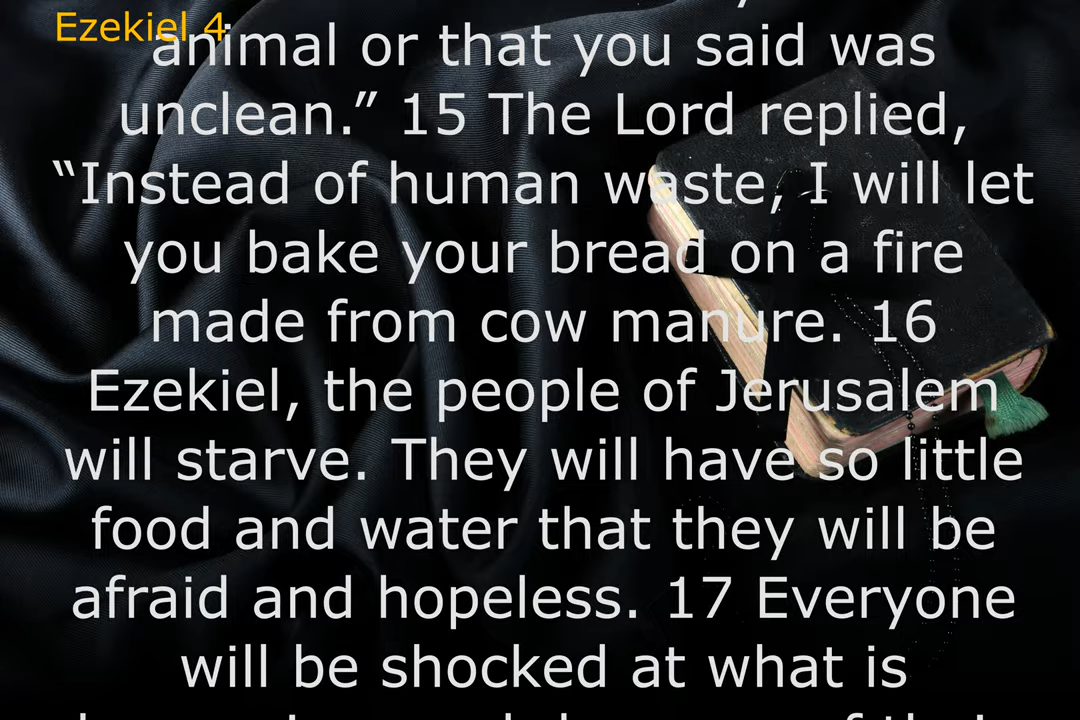 Ezekiel 4
animal or that you said was
unclean.” 15 The Lord replied,
“Instead of human waste, I will let
you bake your bread on a fire
made from cow manure. 16
Ezekiel, the people of Jerusalem
will starve. They will have so little
food and water that they will be
afraid and hopeless. 17 Everyone
will be shocked at what is